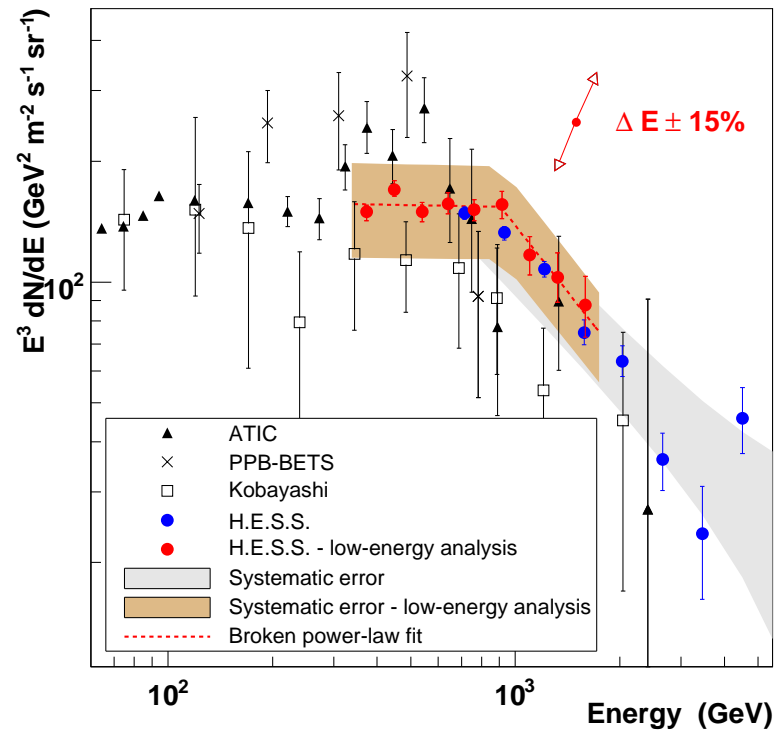 E³ dN/dE (GeV² m⁻² s⁻¹ sr⁻¹)
Δ E ± 15%
10²
ATIC
PPB-BETS
Kobayashi
H.E.S.S.
H.E.S.S. - low-energy analysis
Systematic error
Systematic error - low-energy analysis
Broken power-law fit
10² 10³
Energy (GeV)